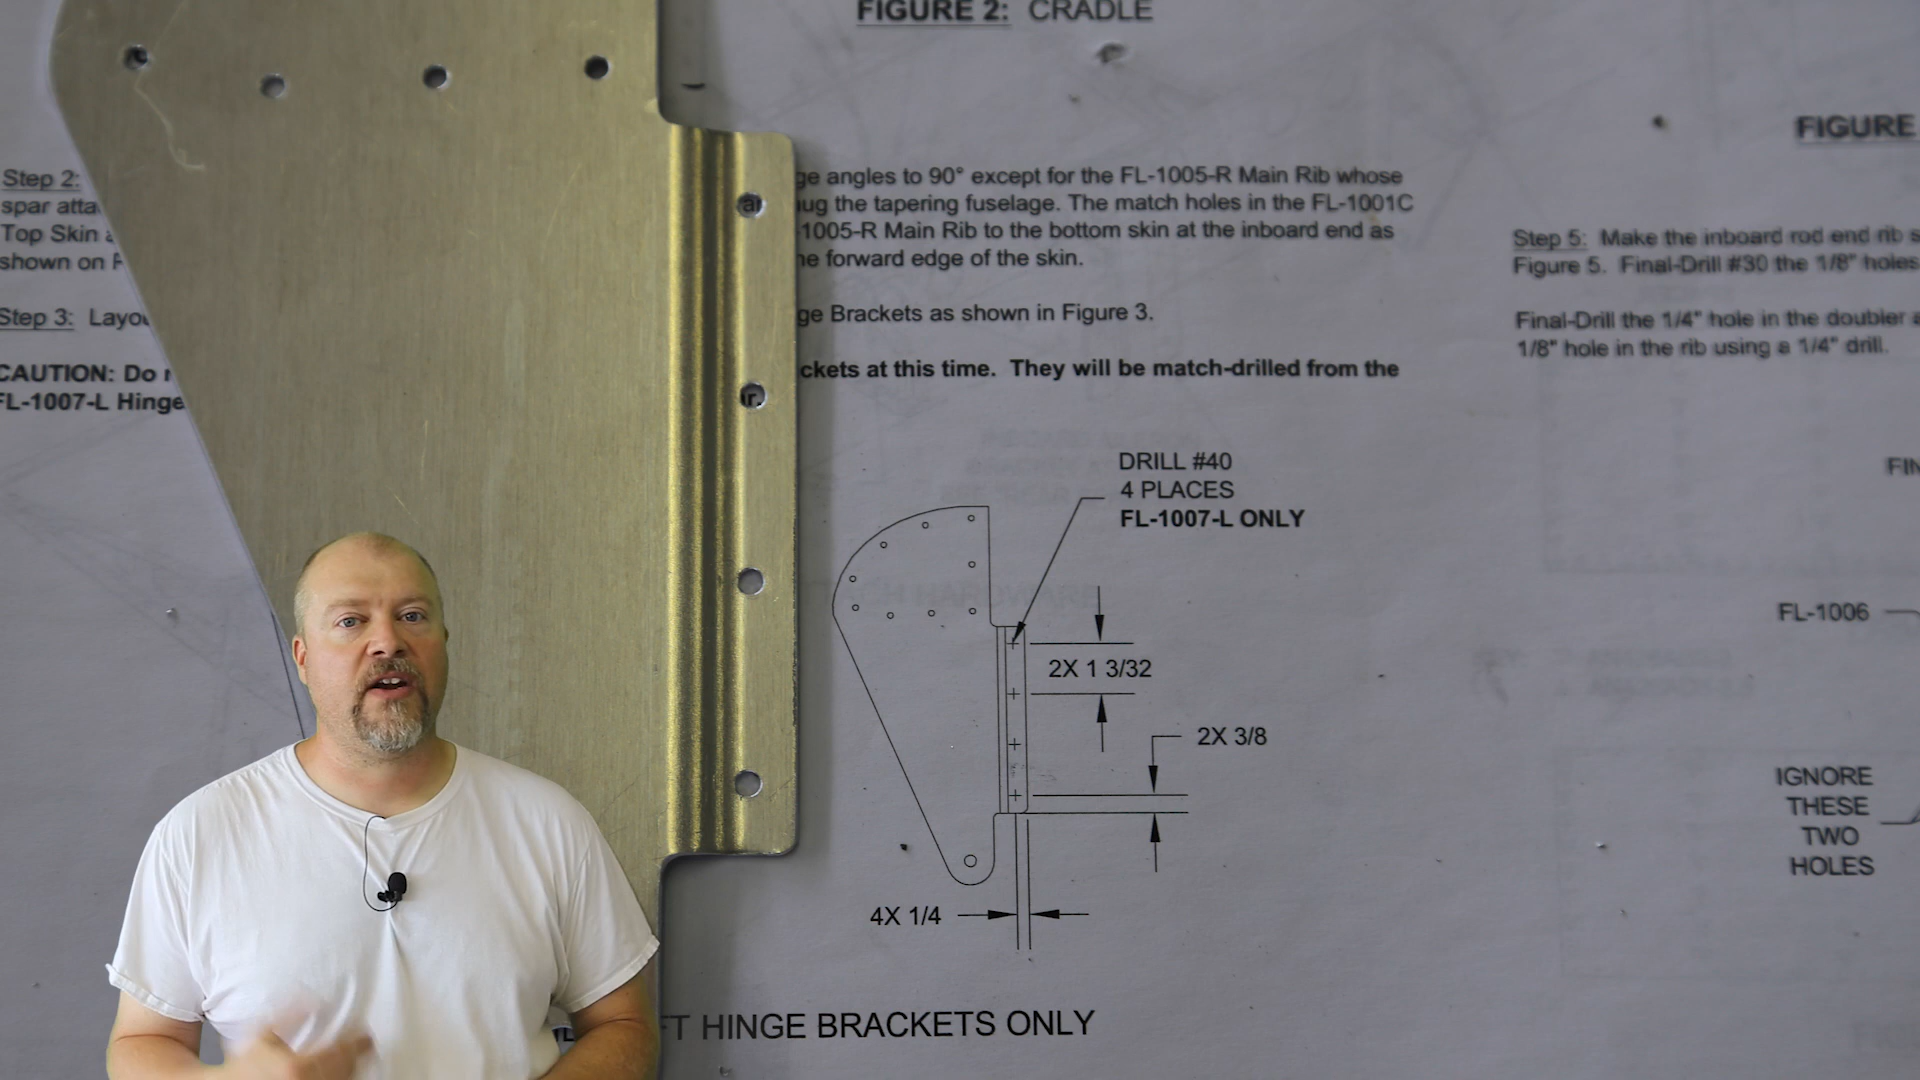 FIGURE 2: CRADLE
FIGURE
Step 2:
ge angles to 90° except for the FL-1005-R Main Rib whose
spar atta
ug the tapering fuselage. The match holes in the FL-1001C
Top Skin
1005-R Main Rib to the bottom skin at the inboard end as
shown on F
e forward edge of the skin.
Step 3: Layou
ge Brackets as shown in Figure 3.
CAUTION: Do
ckets at this time. They will be match-drilled from the
FL-1007-L Hinge
r.
DRILL #40
4 PLACES
FL-1007-L ONLY
2X 1 3/32
2X 3/8
4X 1/4
FT HINGE BRACKETS ONLY
Step 5: Make the inboard rod end rib s
Figure 5. Final-Drill #30 the 1/8" holes
Final-Drill the 1/4" hole in the doubler a
1/8" hole in the rib using a 1/4" drill.
FIN
FL-1006
IGNORE
THESE
TWO
HOLES